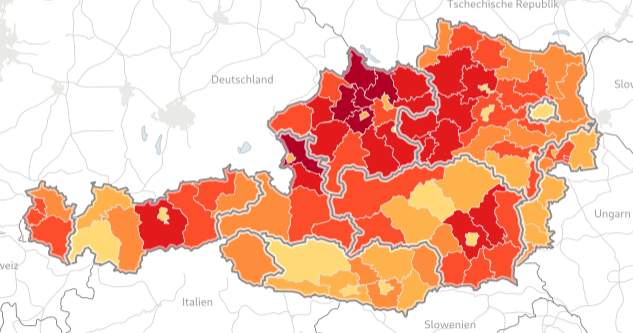 Tschechische Republik
Deutschland
Ungarn
Italien
Slowenien